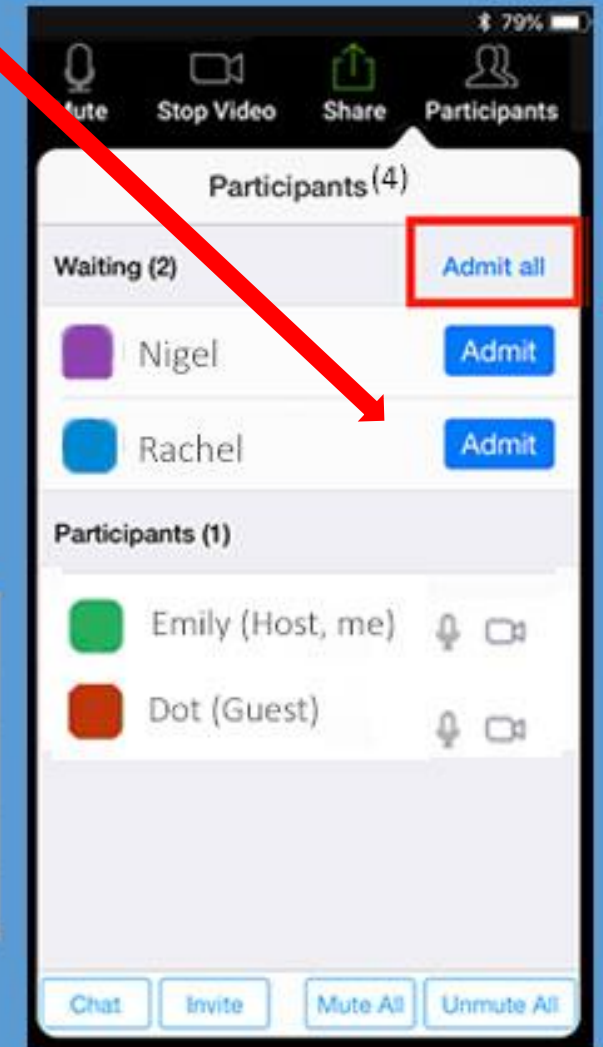 79%
Mute Stop Video Share Participants
Participants (4)
Waiting (2) Admit all
Nigel Admit
Rachel Admit
Participants (1)
Emily (Host, me)
Dot (Guest)
Chat Invite Mute All Unmute All